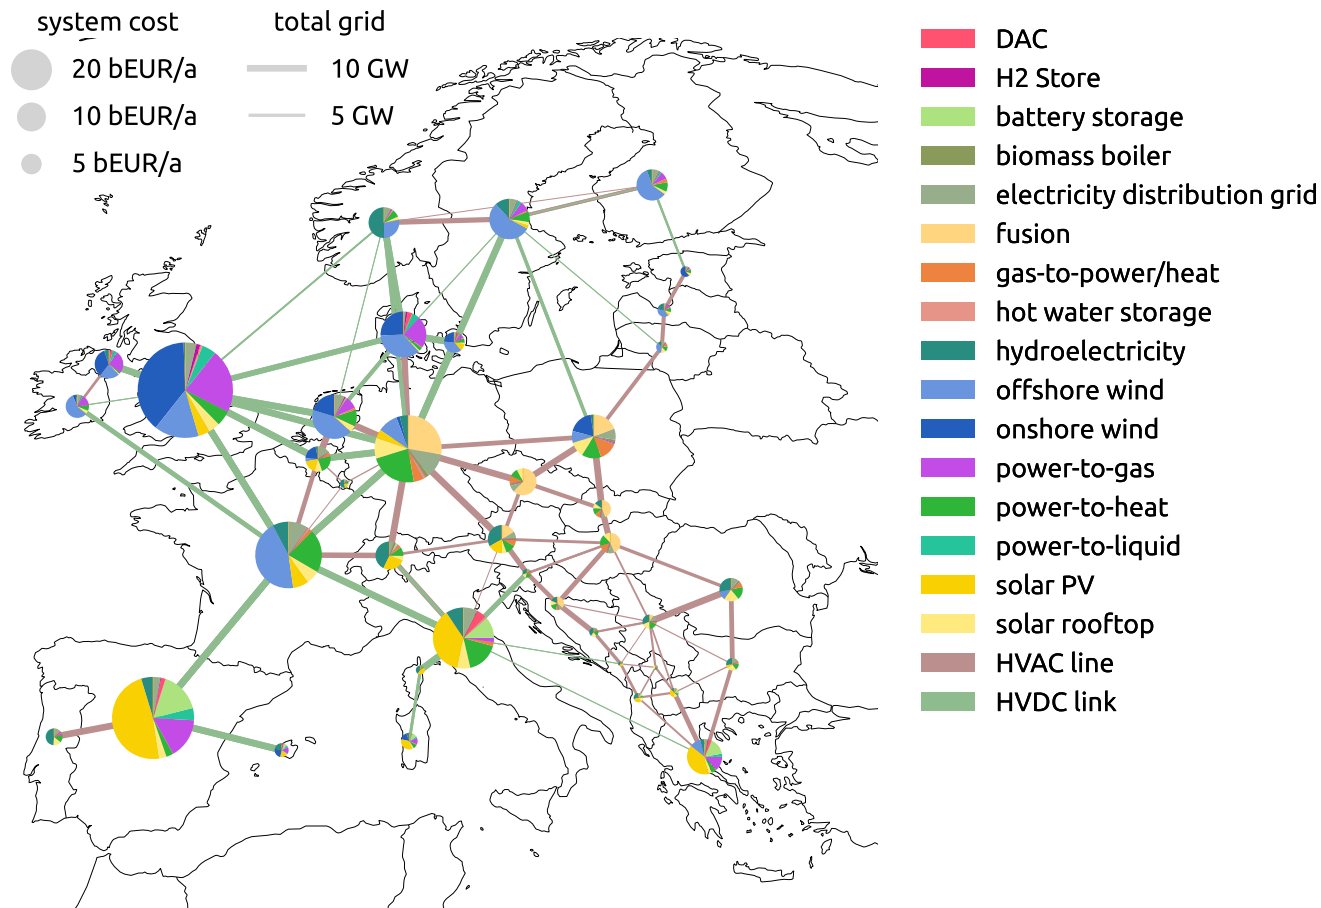 system cost
total grid
20 bEUR/a
10 GW
10 bEUR/a
5 GW
5 bEUR/a
DAC
H2 Store
battery storage
biomass boiler
electricity distribution grid
fusion
gas-to-power/heat
hot water storage
hydroelectricity
offshore wind
onshore wind
power-to-gas
power-to-heat
power-to-liquid
solar PV
solar rooftop
HVAC line
HVDC link